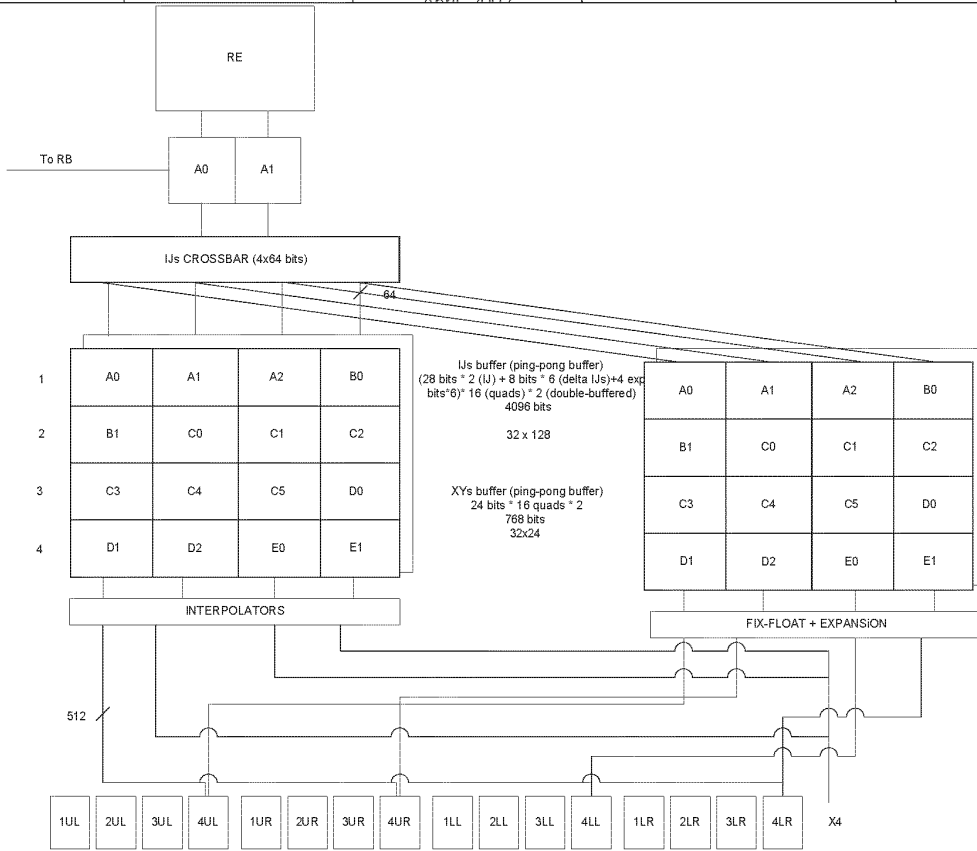 RE
To RB
A0 A1
IJs CROSSBAR (4x64 bits)
64
1 A0 A1 A2 B0
2 B1 C0 C1 C2
3 C3 C4 C5 D0
4 D1 D2 E0 E1
IJs buffer (ping-pong buffer)
(28 bits * 2 (IJ) + 8 bits * 6 (delta IJs)+4 exp
bits*6)* 16 (quads) * 2 (double-buffered)
4096 bits
32 x 128
XYs buffer (ping-pong buffer)
24 bits * 16 quads * 2
768 bits
32x24
A0 A1 A2 B0
B1 C0 C1 C2
C3 C4 C5 D0
D1 D2 E0 E1
INTERPOLATORS
FIX-FLOAT + EXPANSiON
512
1UL 2UL 3UL 4UL 1UR 2UR 3UR 4UR 1LL 2LL 3LL 4LL 1LR 2LR 3LR 4LR X4